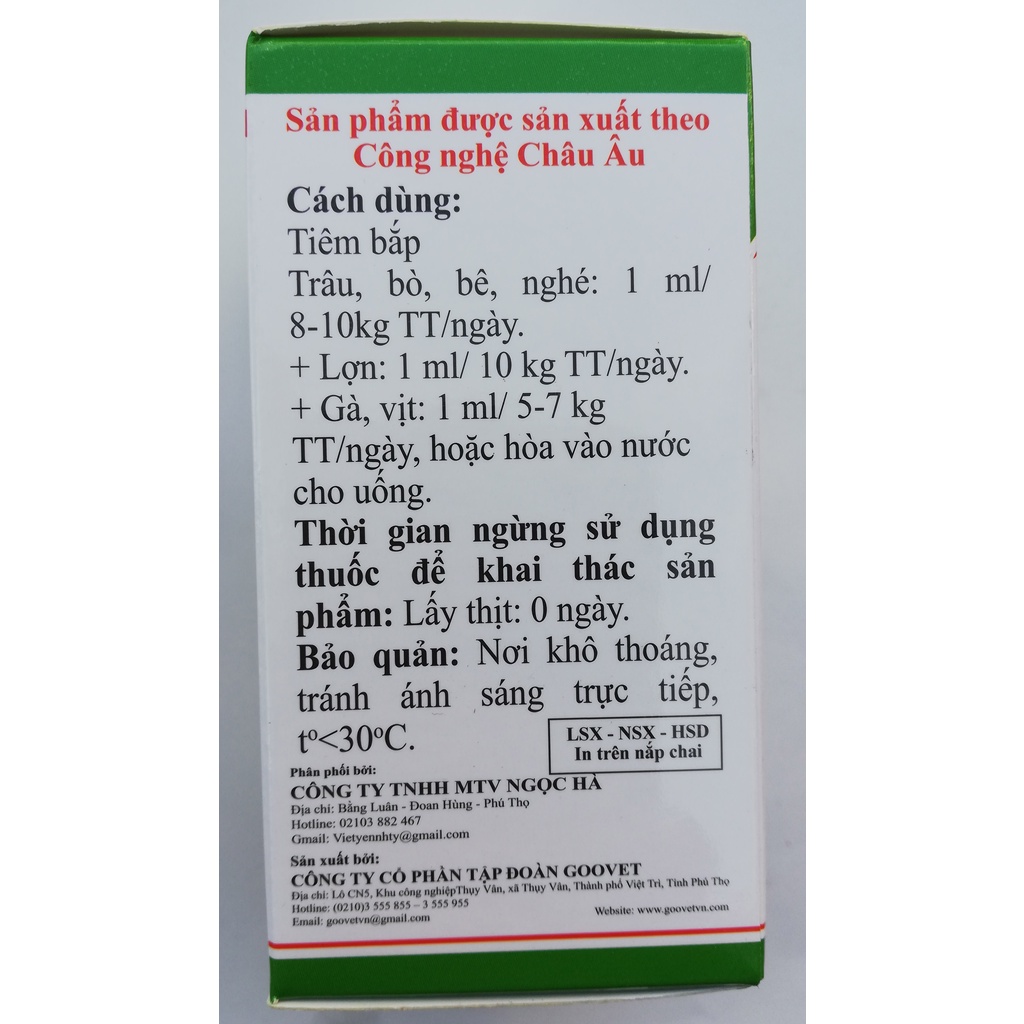 Sản phẩm được sản xuất theo
Công nghệ Châu Âu
Cách dùng:
Tiêm bắp
Trâu, bò, bê, nghé: 1 ml/
8-10kg TT/ngày.
+ Lợn: 1 ml/ 10 kg TT/ngày.
+ Gà, vịt: 1 ml/ 5-7 kg
TT/ngày, hoặc hòa vào nước
cho uống.
Thời gian ngừng sử dụng
thuốc để khai thác sản
phẩm: Lấy thịt: 0 ngày.
Bảo quản: Nơi khô thoáng,
tránh ánh sáng trực tiếp,
tº<30ºC.
LSX - NSX - HSD
In trên nắp chai
Phân phối bởi:
CÔNG TY TNHH MTV NGỌC HÀ
Địa chỉ: Bằng Luân - Đoan Hùng - Phú Thọ
Hotline: 02103 882 467
Gmail: Vietyennhty@gmail.com
Sản xuất bởi:
CÔNG TY CỔ PHẦN TẬP ĐOÀN GOOVET
Địa chỉ: Lô CN5, Khu công nghiệpThụy Vân, xã Thụy Vân, Thành phố Việt Trì, Tỉnh Phú Thọ
Hotline: (0210)3 555 855 – 3 555 955
Email: goovetvn@gmail.com
Website: www.goovetvn.com